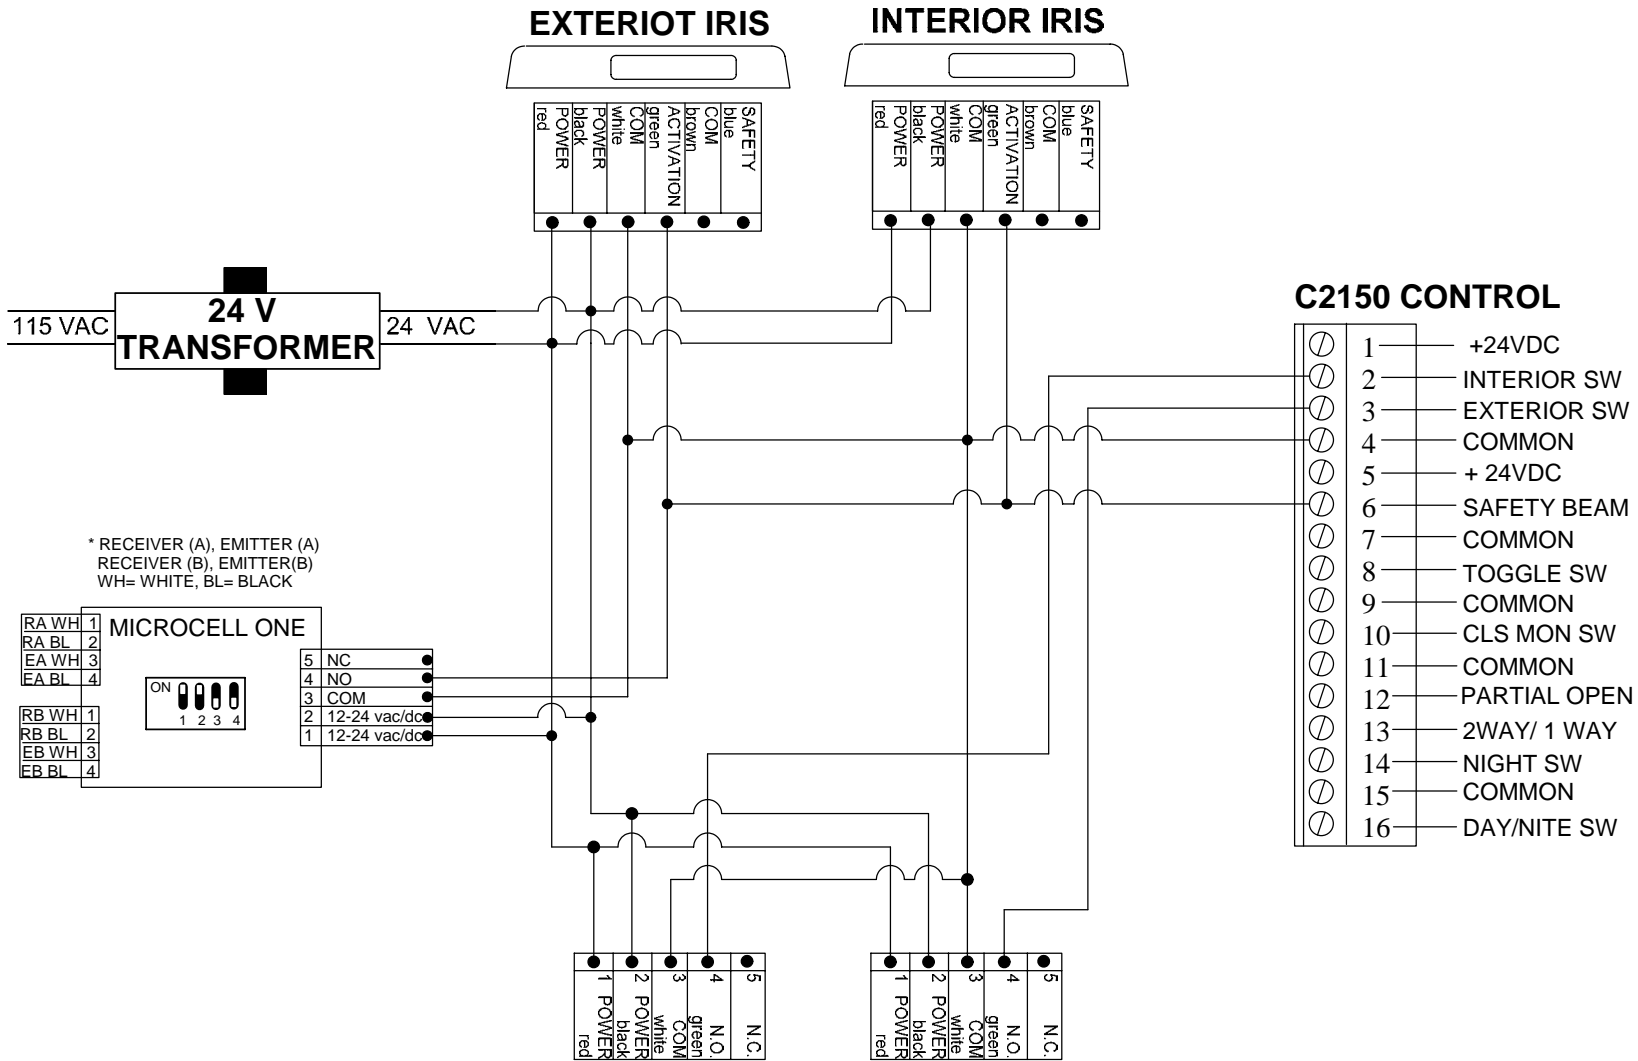 EXTERIOT IRIS
INTERIOR IRIS
POWER
red
POWER
black
COM
white
ACTIVATION
green
COM
brown
SAFETY
blue
POWER
red
POWER
black
COM
white
ACTIVATION
green
COM
brown
SAFETY
blue
115 VAC
24 V
TRANSFORMER
24 VAC
C2150 CONTROL
1 +24VDC
2 INTERIOR SW
3 EXTERIOR SW
4 COMMON
5 + 24VDC
6 SAFETY BEAM
7 COMMON
8 TOGGLE SW
9 COMMON
10 CLS MON SW
11 COMMON
12 PARTIAL OPEN
13 2WAY/ 1 WAY
14 NIGHT SW
15 COMMON
16 DAY/NITE SW
* RECEIVER (A), EMITTER (A)
RECEIVER (B), EMITTER(B)
WH= WHITE, BL= BLACK
MICROCELL ONE
RA WH 1
RA BL 2
EA WH 3
EA BL 4
RB WH 1
RB BL 2
EB WH 3
EB BL 4
ON
1 2 3 4
5 NC
4 NO
3 COM
2 12-24 vac/dc
1 12-24 vac/dc
1 POWER
red
2 POWER
black
3 COM
white
4 N.O.
green
5 N.C.
1 POWER
red
2 POWER
black
3 COM
white
4 N.O.
green
5 N.C.